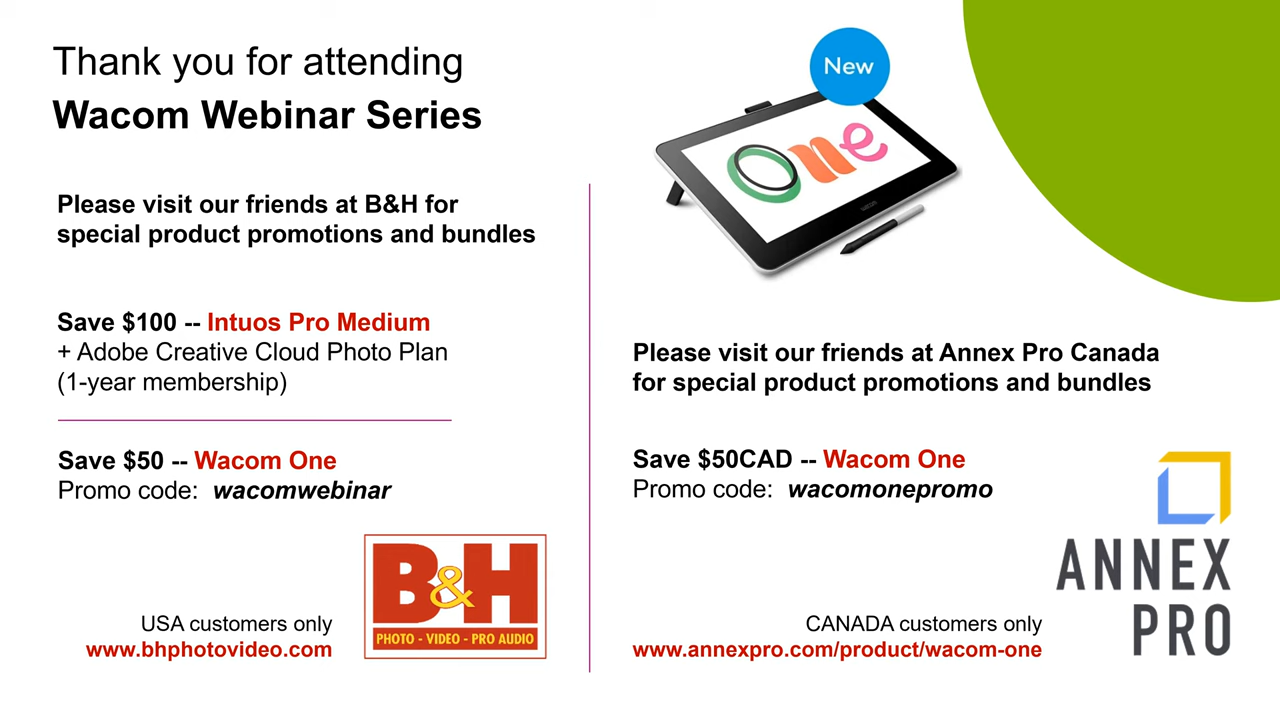 Thank you for attending
Wacom Webinar Series
Please visit our friends at B&H for
special product promotions and bundles
Save $100 -- Intuos Pro Medium
+ Adobe Creative Cloud Photo Plan
(1-year membership)
Save $50 -- Wacom One
Promo code: wacomwebinar
USA customers only
www.bhphotovideo.com
B&H
PHOTO - VIDEO - PRO AUDIO
New
One
wacom
Please visit our friends at Annex Pro Canada
for special product promotions and bundles
Save $50CAD -- Wacom One
Promo code: wacomonepromo
CANADA customers only
www.annexpro.com/product/wacom-one
ANNEX
PRO